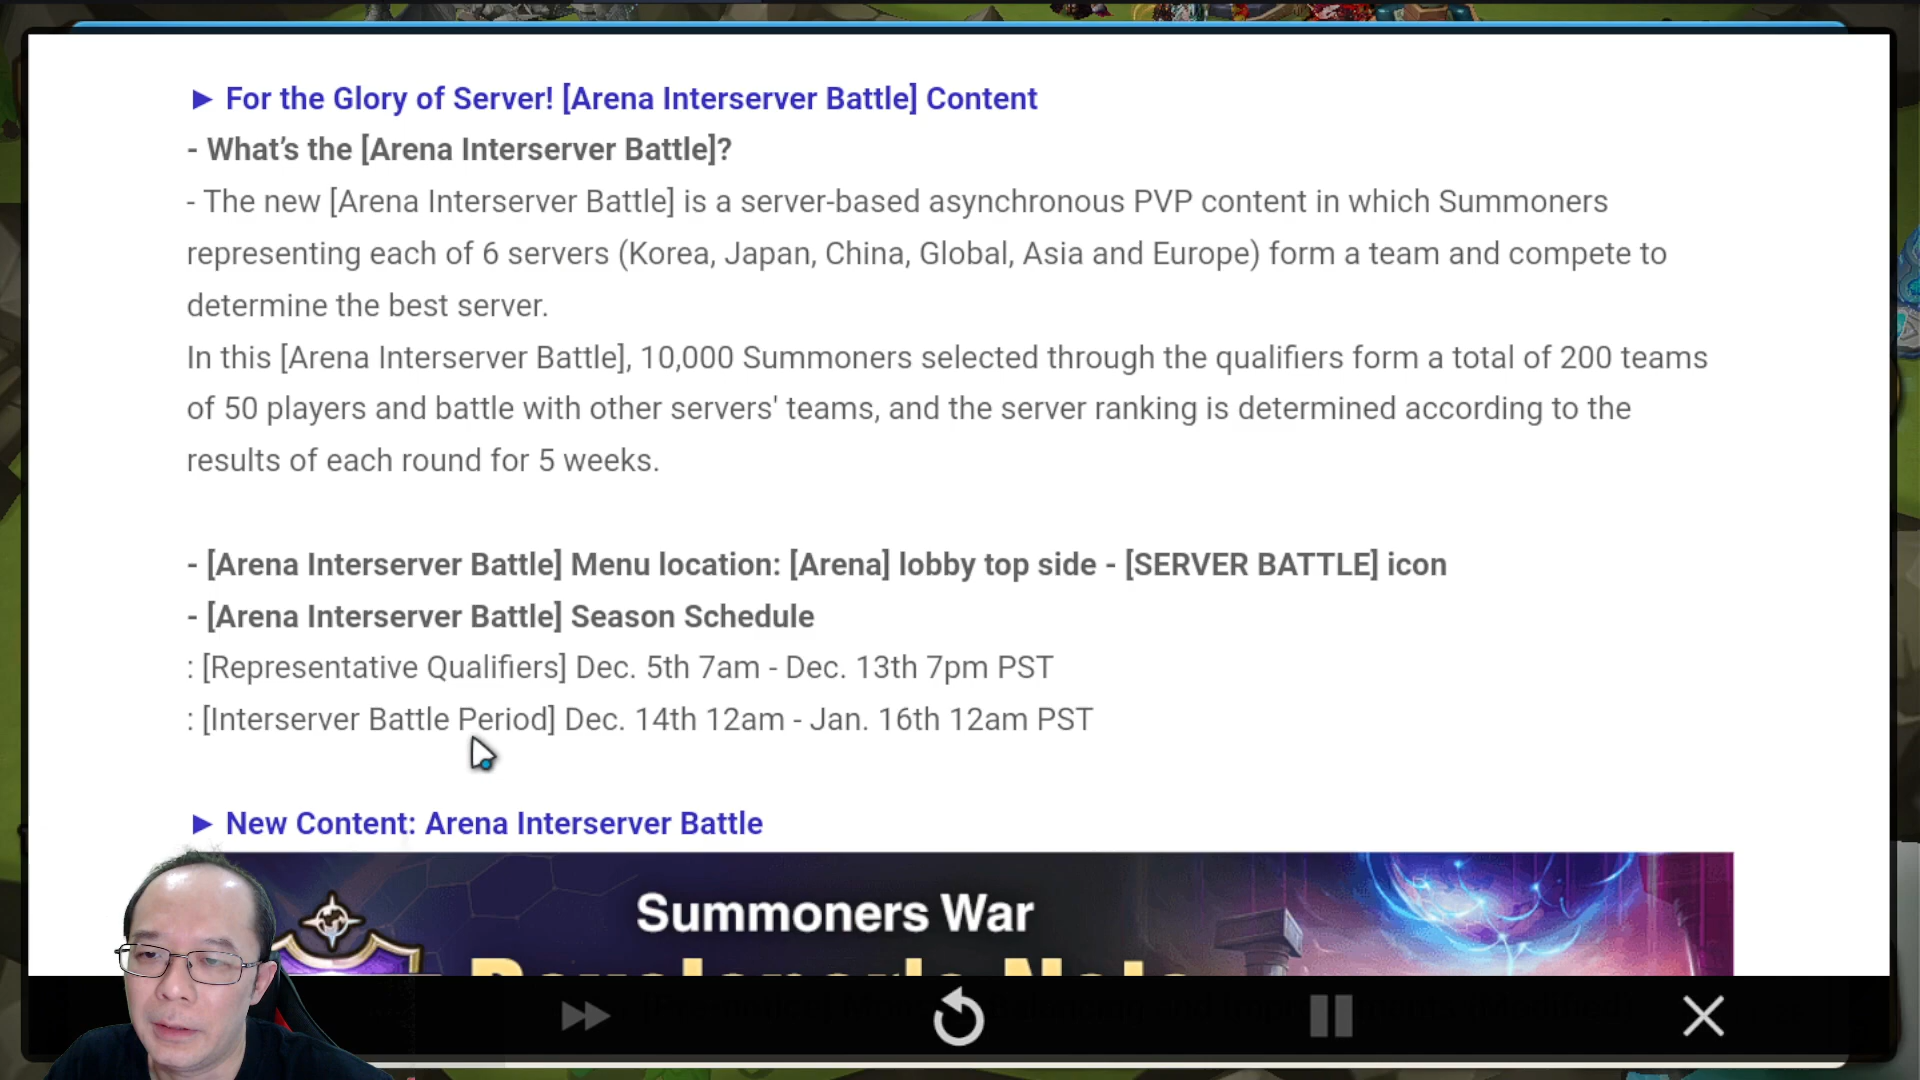 ► For the Glory of Server! [Arena Interserver Battle] Content
- What’s the [Arena Interserver Battle]?
- The new [Arena Interserver Battle] is a server-based asynchronous PVP content in which Summoners
representing each of 6 servers (Korea, Japan, China, Global, Asia and Europe) form a team and compete to
determine the best server.
In this [Arena Interserver Battle], 10,000 Summoners selected through the qualifiers form a total of 200 teams
of 50 players and battle with other servers' teams, and the server ranking is determined according to the
results of each round for 5 weeks.
- [Arena Interserver Battle] Menu location: [Arena] lobby top side - [SERVER BATTLE] icon
- [Arena Interserver Battle] Season Schedule
: [Representative Qualifiers] Dec. 5th 7am - Dec. 13th 7pm PST
: [Interserver Battle Period] Dec. 14th 12am - Jan. 16th 12am PST
► New Content: Arena Interserver Battle
Summoners War
Developer's Note